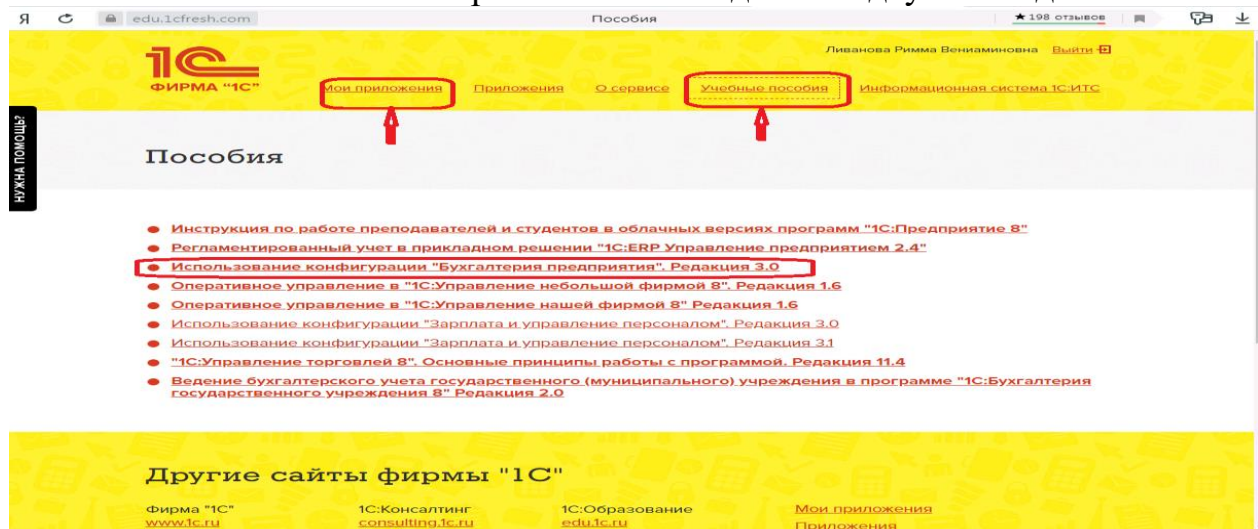 Я edu.1cfresh.com Пособия ★198 отзывов
Ливанова Римма Вениаминовна Выйти
1С
ФИРМА "1С"
Мои приложения Приложения О сервисе Учебные пособия Информационная система 1С:ИТС
НУЖНА ПОМОЩЬ?
Пособия
Инструкция по работе преподавателей и студентов в облачных версиях программ "1С:Предприятие 8"
Регламентированный учет в прикладном решении "1С:ERP Управление предприятием 2.4"
Использование конфигурации "Бухгалтерия предприятия". Редакция 3.0
Оперативное управление в "1С:Управление небольшой фирмой 8". Редакция 1.6
Оперативное управление в "1С:Управление нашей фирмой 8" Редакция 1.6
Использование конфигурации "Зарплата и управление персоналом". Редакция 3.0
Использование конфигурации "Зарплата и управление персоналом". Редакция 3.1
"1С:Управление торговлей 8". Основные принципы работы с программой. Редакция 11.4
Ведение бухгалтерского учета государственного (муниципального) учреждения в программе "1С:Бухгалтерия
государственного учреждения 8" Редакция 2.0
Другие сайты фирмы "1С"
Фирма "1С" 1С:Консалтинг 1С:Образование Мои приложения
www.1c.ru consulting.1c.ru edu.1c.ru Приложения